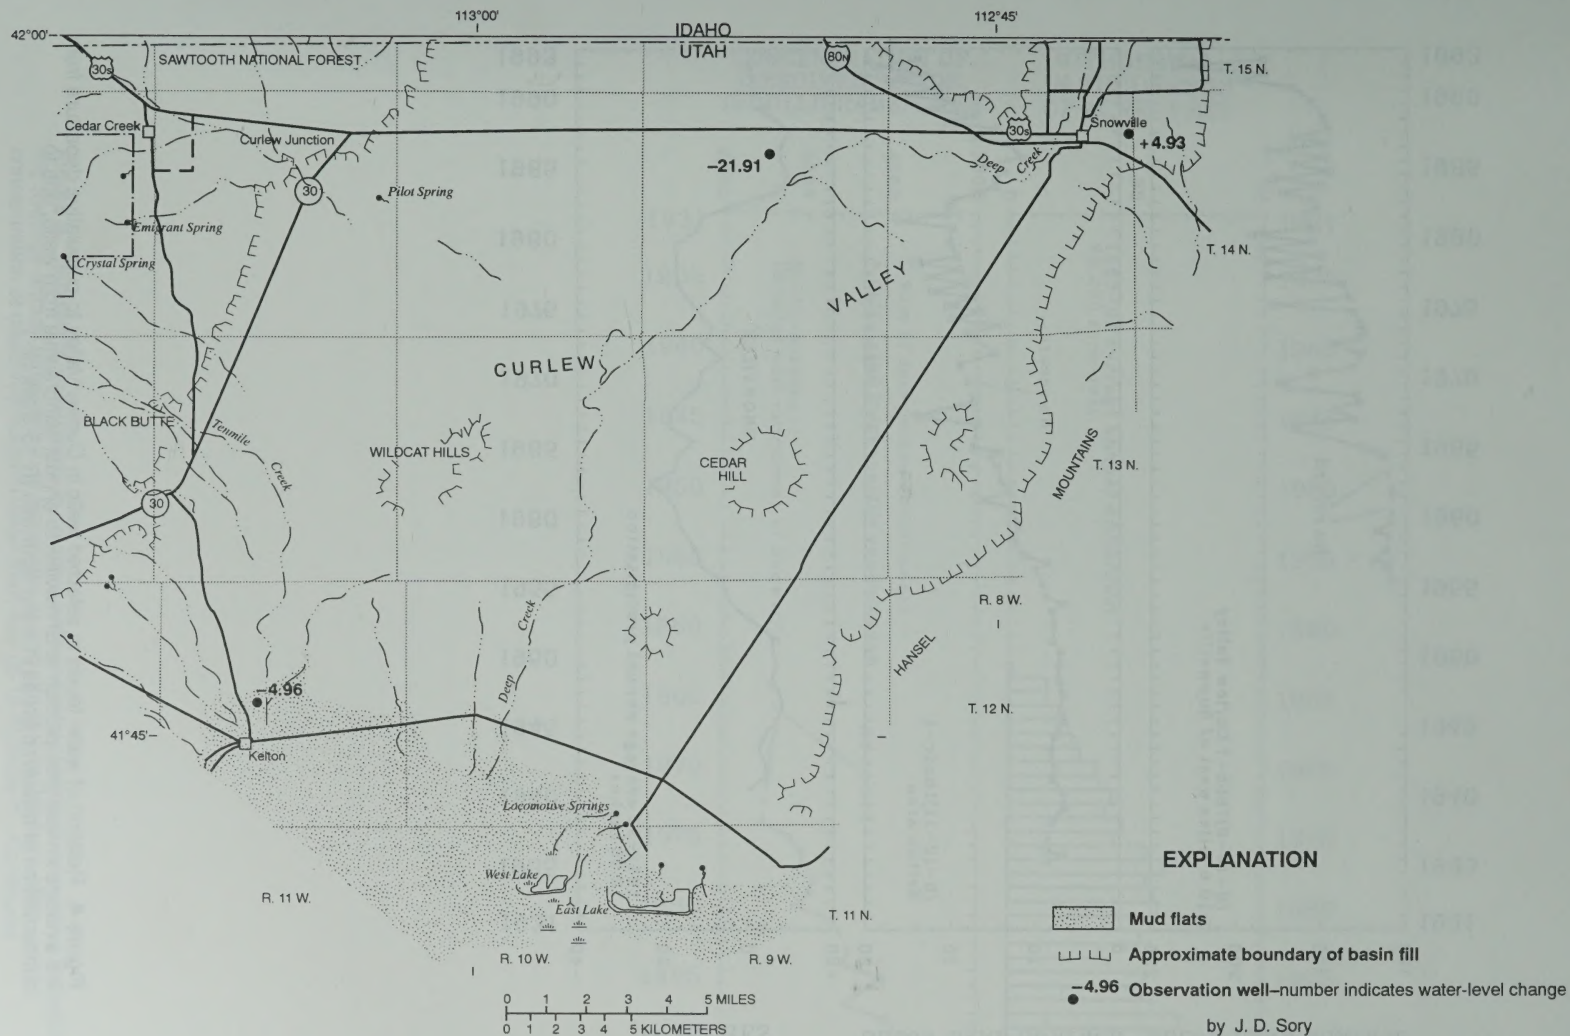 113°00'
112°45'
42°00'
IDAHO
UTAH
SAWTOOTH NATIONAL FOREST
30s
80N
T. 15 N.
Cedar Creek
Curlew Junction
30s
Snowville
+4.93
−21.91
Deep Creek
30
Pilot Spring
Emigrant Spring
Crystal Spring
T. 14 N.
CURLEW VALLEY
BLACK BUTTE
Tenmile Creek
WILDCAT HILLS
CEDAR
HILL
HANSEL MOUNTAINS
T. 13 N.
30
R. 8 W.
Deep Creek
−4.96
T. 12 N.
41°45'
Kelton
Locomotive Springs
West Lake
East Lake
R. 11 W.
T. 11 N.
R. 10 W.
R. 9 W.
0 1 2 3 4 5 MILES
0 1 2 3 4 5 KILOMETERS
EXPLANATION
Mud flats
Approximate boundary of basin fill
−4.96 Observation well–number indicates water-level change
by J. D. Sory